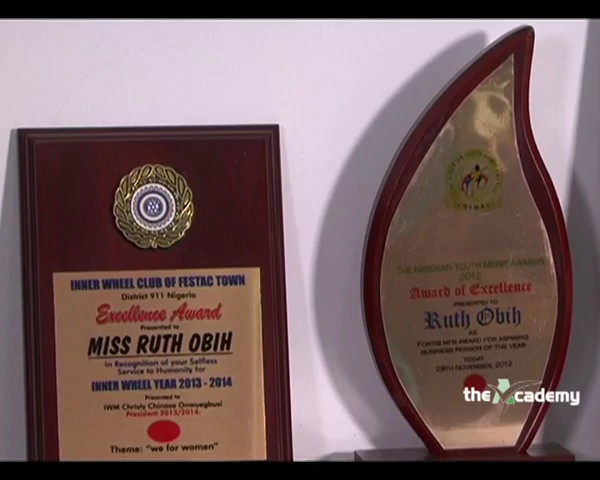 INNER WHEEL CLUB OF FESTAC TOWN
District 911 Nigeria
Excellence Award
Presented to
MISS RUTH OBIH
In Recognition of your Selfless
Service to Humanity for
INNER WHEEL YEAR 2013 - 2014
Presented to
IWM Christy Chinasa Onwuegbusi
President 2013/2014.
Theme: "we for women"
THE NIGERIAN YOUTH MERIT AWARDS
2012
Award of Excellence
PRESENTED TO
Ruth Obih
AS
BUSINESS PERSON OF THE YEAR
TODAY
29TH NOVEMBER, 2012
the cademy